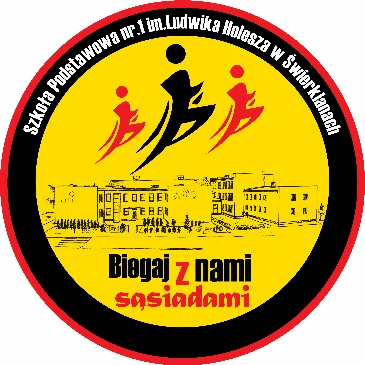 Szkoła Podstawowa nr.1 im.Ludwika Holesza w Świerklanach
Biegaj z nami
sąsiadami